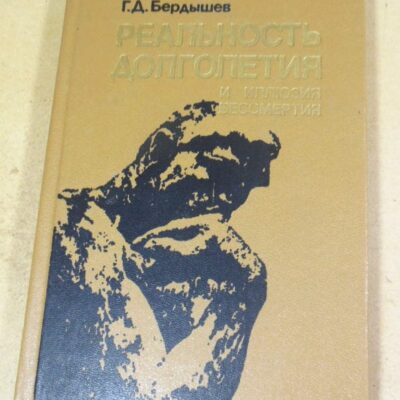 Г.Д. Бердышев
РЕАЛЬНОСТЬ
ДОЛГОЛЕТИЯ
И ИЛЛЮЗИЯ
БЕССМЕРТИЯ